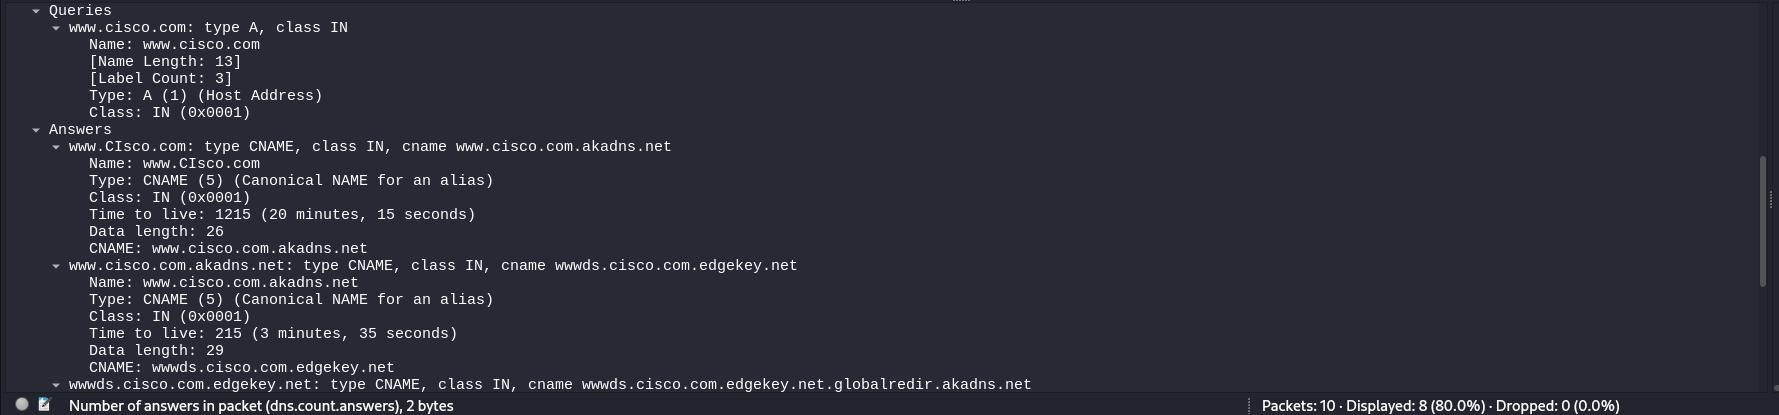 Queries
www.cisco.com: type A, class IN
Name: www.cisco.com
[Name Length: 13]
[Label Count: 3]
Type: A (1) (Host Address)
Class: IN (0x0001)
Answers
www.CIsco.com: type CNAME, class IN, cname www.cisco.com.akadns.net
Name: www.CIsco.com
Type: CNAME (5) (Canonical NAME for an alias)
Class: IN (0x0001)
Time to live: 1215 (20 minutes, 15 seconds)
Data length: 26
CNAME: www.cisco.com.akadns.net
www.cisco.com.akadns.net: type CNAME, class IN, cname wwwds.cisco.com.edgekey.net
Name: www.cisco.com.akadns.net
Type: CNAME (5) (Canonical NAME for an alias)
Class: IN (0x0001)
Time to live: 215 (3 minutes, 35 seconds)
Data length: 29
CNAME: wwwds.cisco.com.edgekey.net
wwwds.cisco.com.edgekey.net: type CNAME, class IN, cname wwwds.cisco.com.edgekey.net.globalredir.akadns.net
Number of answers in packet (dns.count.answers), 2 bytes
Packets: 10 · Displayed: 8 (80.0%) · Dropped: 0 (0.0%)